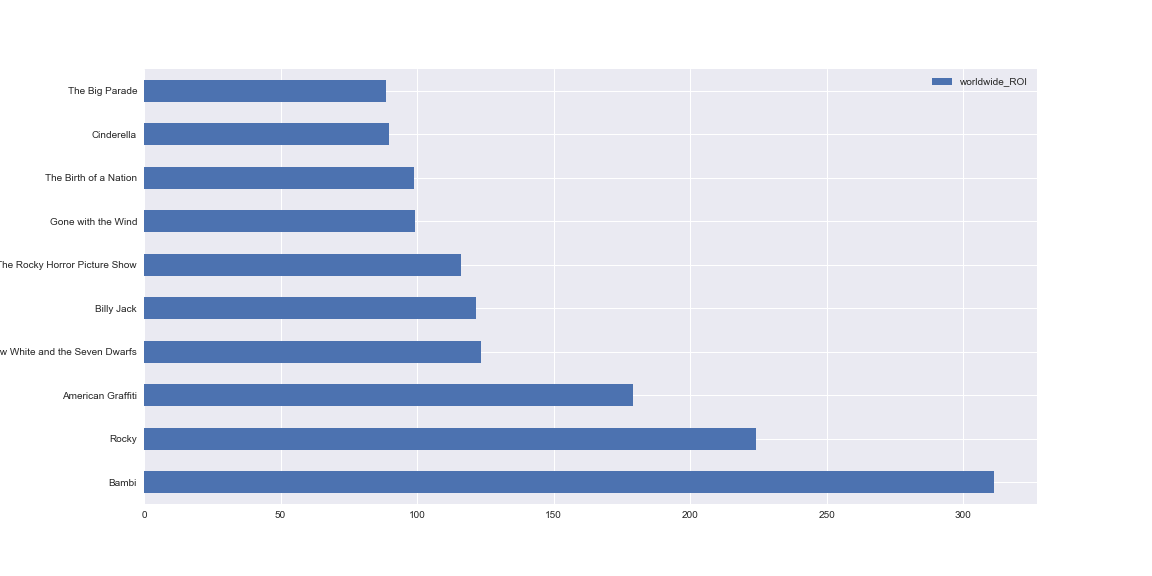 worldwide_ROI
The Big Parade
Cinderella
The Birth of a Nation
Gone with the Wind
The Rocky Horror Picture Show
Billy Jack
w White and the Seven Dwarfs
American Graffiti
Rocky
Bambi
0 50 100 150 200 250 300